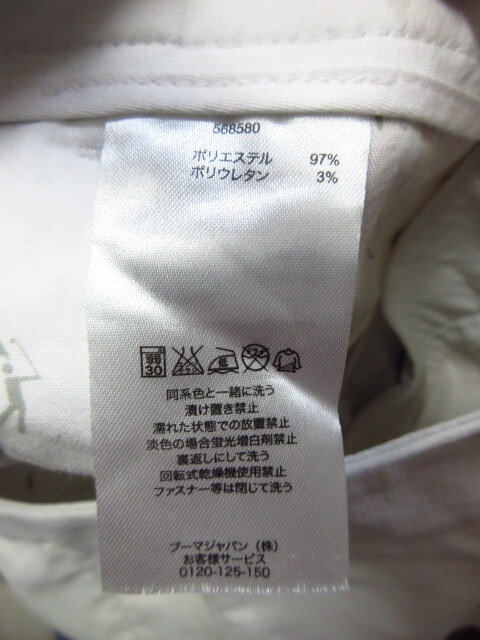 568580
ポリエステル 97%
ポリウレタン 3%
弱
30
同系色と一緒に洗う
漬け置き禁止
濡れた状態での放置禁止
淡色の場合蛍光増白剤禁止
裏返しにして洗う
回転式乾燥機使用禁止
ファスナー等は閉じて洗う
プーマジャパン(株)
お客様サービス
0120-125-150